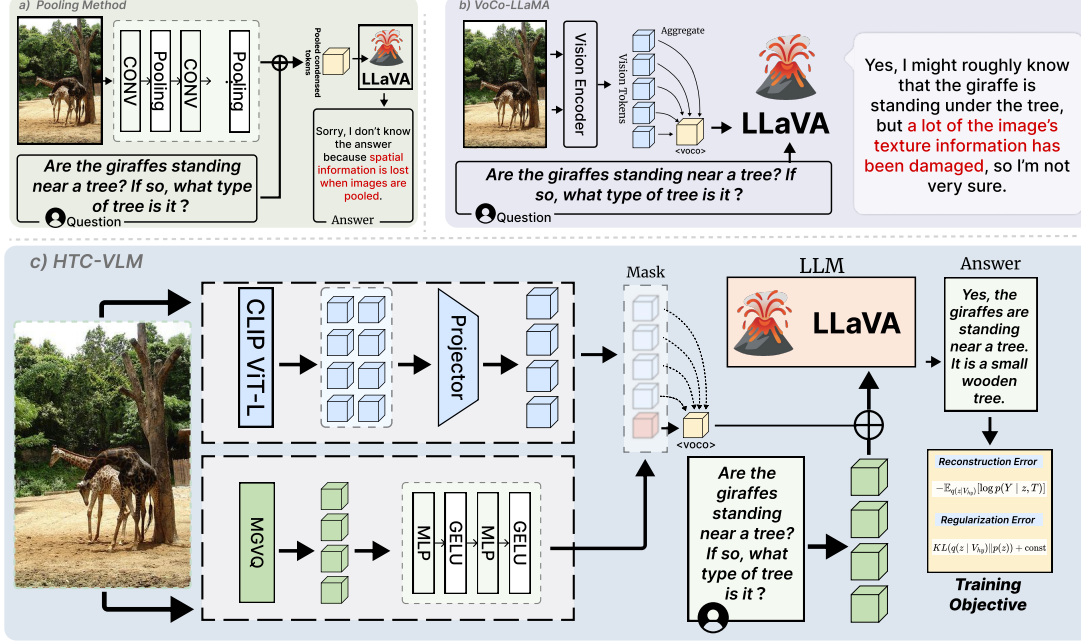 a) Pooling Method
CONV
Pooling
CONV
...
Pooling
Pooled condensed
tokens
LLaVA
Are the giraffes standing
near a tree? If so, what type
of tree is it ?
Question
Sorry, I don't know
the answer
because spatial
information is lost
when images are
pooled.
Answer
b) VoCo-LLaMA
Vision Encoder
Vision Tokens
Aggregate
<voco>
LLaVA
Are the giraffes standing near a tree? If
so, what type of tree is it ?
Question
Yes, I might roughly know
that the giraffe is
standing under the tree,
but a lot of the image's
texture information has
been damaged, so I'm not
very sure.
c) HTC-VLM
CLIP ViT-L
Projector
MGVQ
MLP
GELU
MLP
GELU
Mask
<voco>
LLM
LLaVA
Are the
giraffes
standing
near a tree?
If so, what
type of tree
is it ?
Answer
Yes, the
giraffes are
standing
near a tree.
It is a small
wooden
tree.
Reconstruction Error
−𝔼q(z|Vhy)[log p(Y | z, T)]
Regularization Error
KL(q(z | Vhy)‖p(z)) + const
Training
Objective